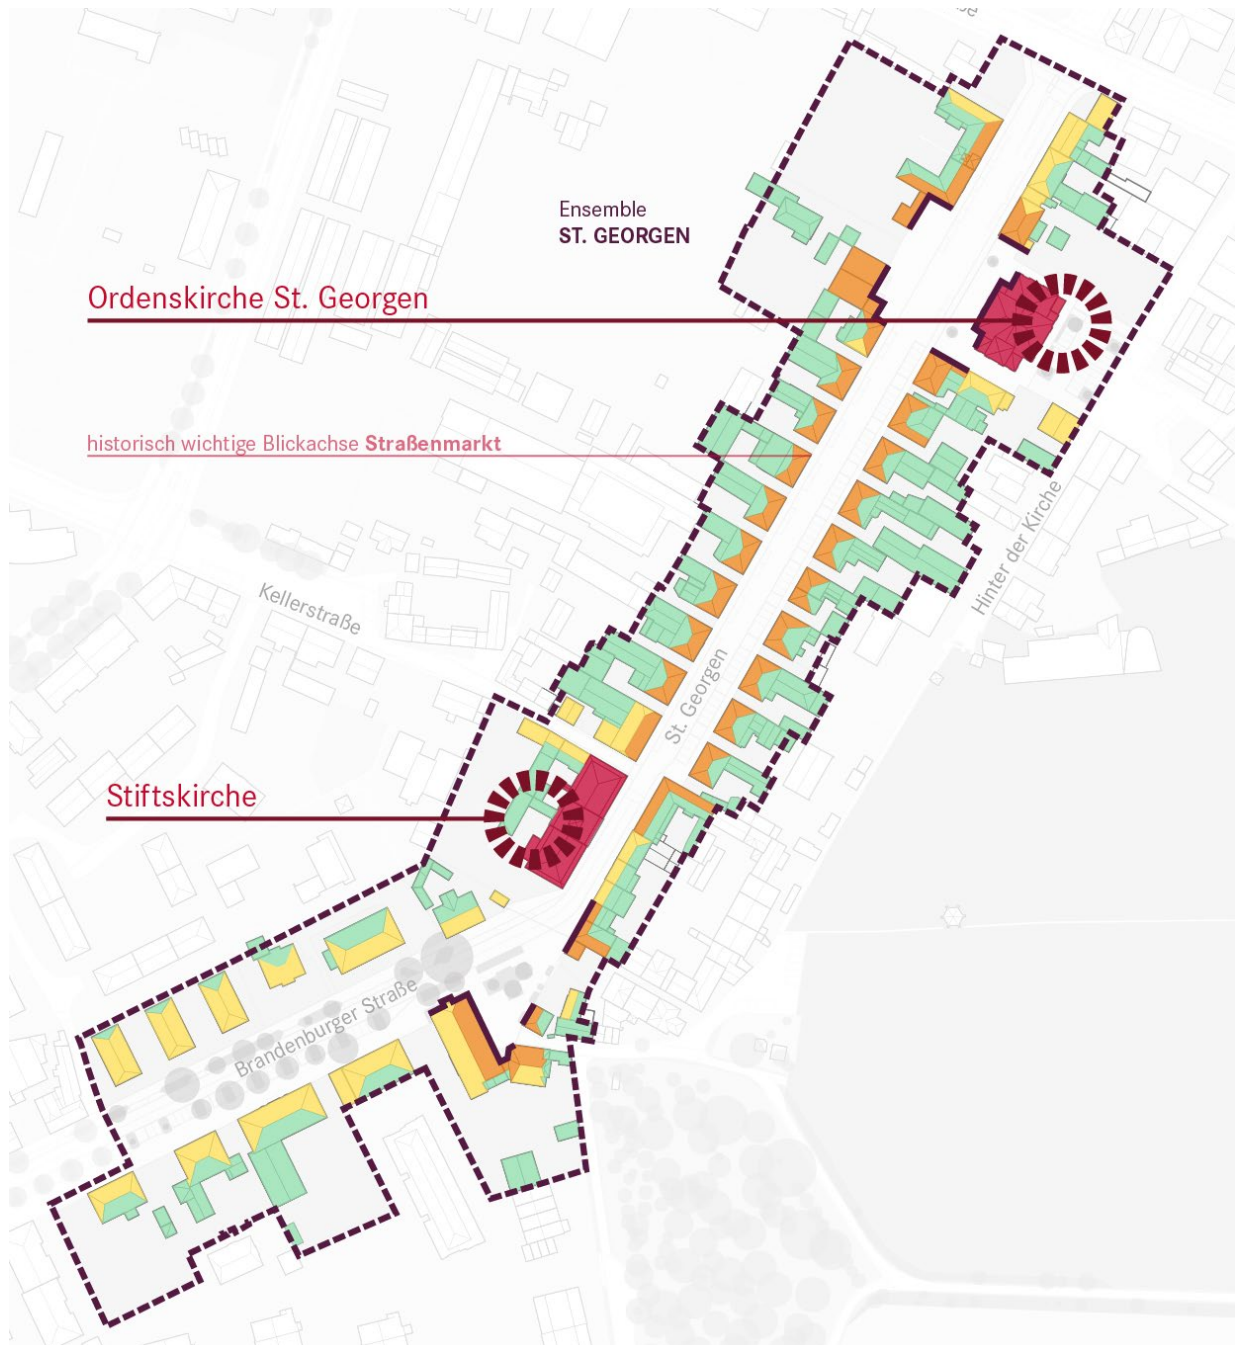 Ensemble
ST. GEORGEN
Ordenskirche St. Georgen
historisch wichtige Blickachse Straßenmarkt
Hinter der Kirche
Kellerstraße
St. Georgen
Stiftskirche
Brandenburger Straße